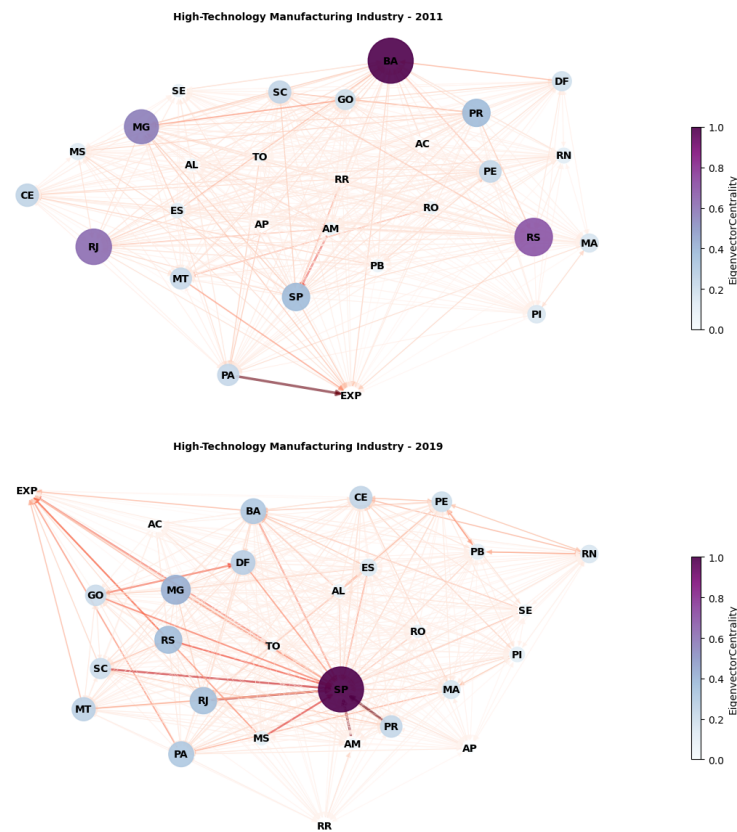 High-Technology Manufacturing Industry - 2011
BA
DF
SE
SC
GO
PR
MG
AC
MS
TO
RN
AL
PE
RR
CE
ES
RO
AP
AM
RS
MA
RJ
PB
MT
SP
PI
PA
EXP
1.0
0.8
0.6
0.4
0.2
0.0
EigenvectorCentrality
High-Technology Manufacturing Industry - 2019
EXP
CE
PE
BA
AC
PB
RN
DF
ES
MG
AL
GO
SE
RS
RO
TO
PI
SC
SP
MA
RJ
MT
PR
MS
AM
AP
PA
RR
1.0
0.8
0.6
0.4
0.2
0.0
EigenvectorCentrality